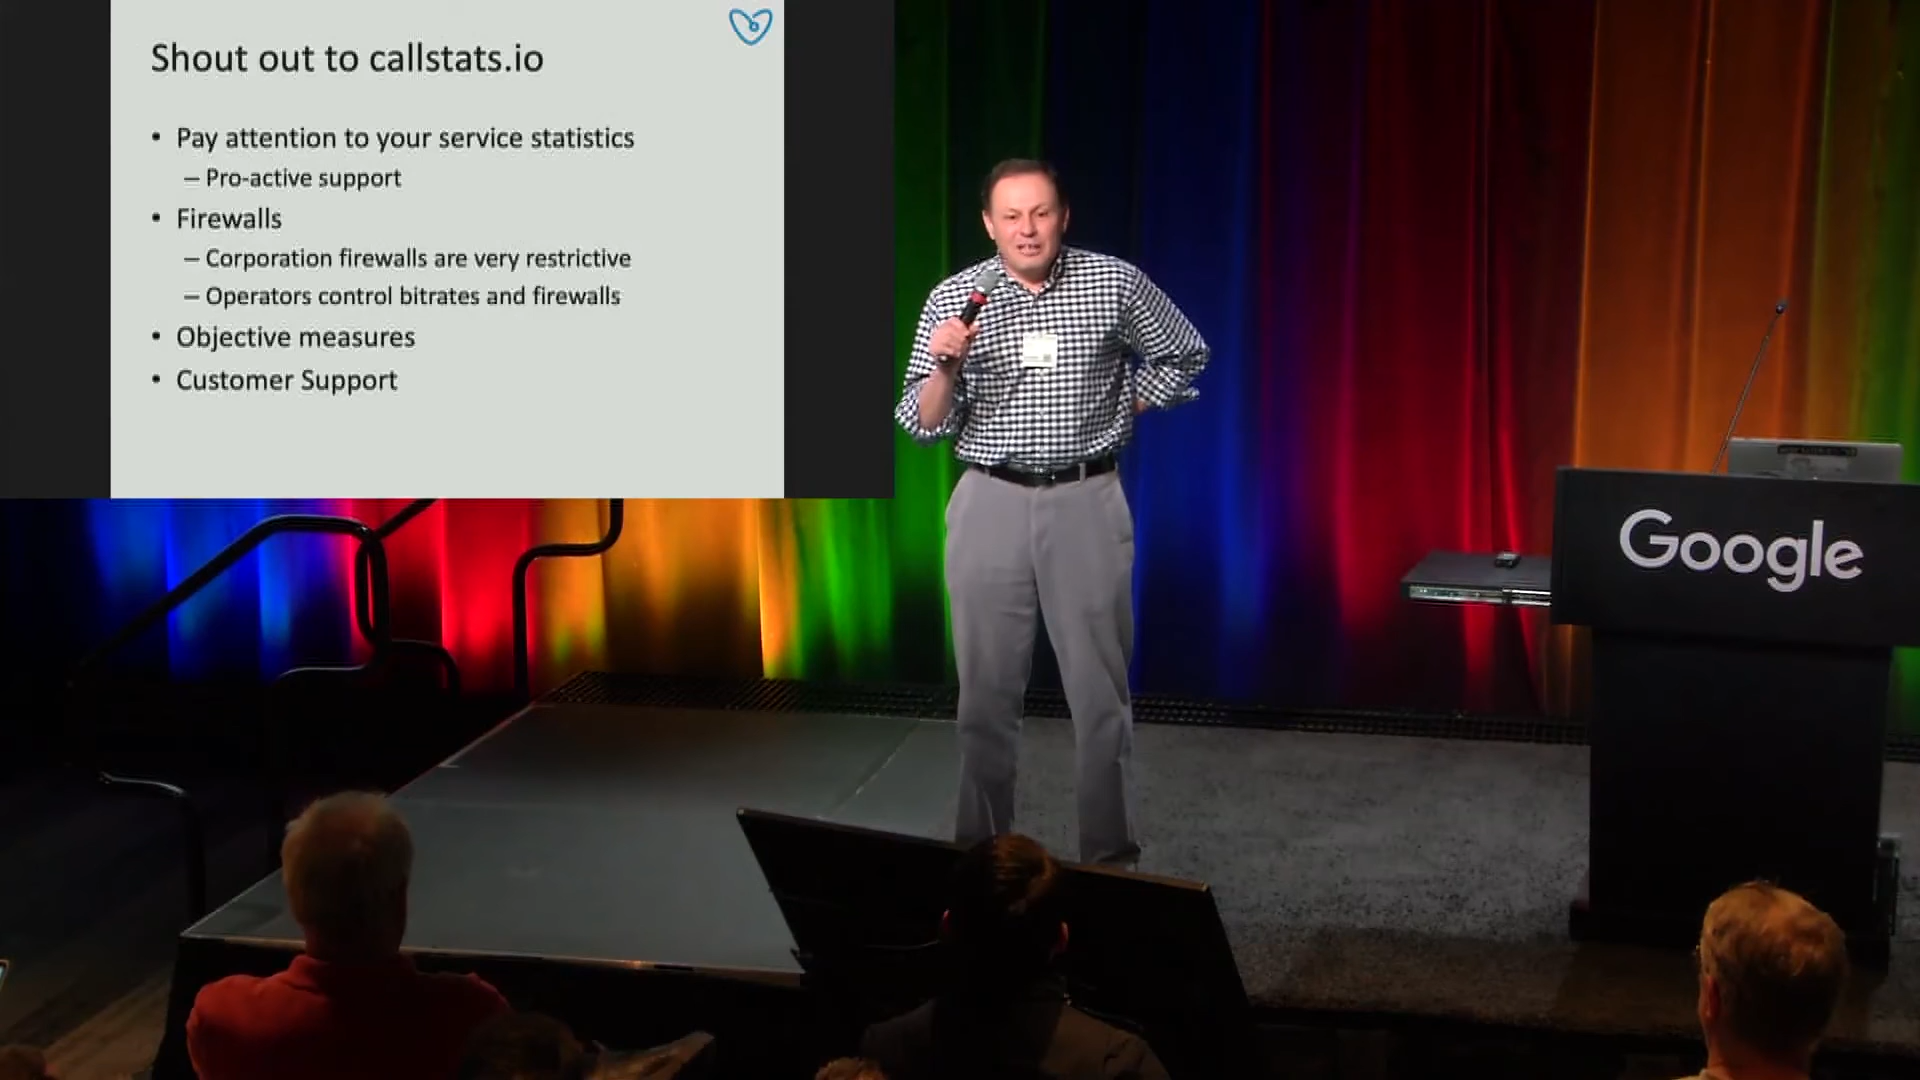 Shout out to callstats.io
• Pay attention to your service statistics
– Pro-active support
• Firewalls
– Corporation firewalls are very restrictive
– Operators control bitrates and firewalls
• Objective measures
• Customer Support
Google